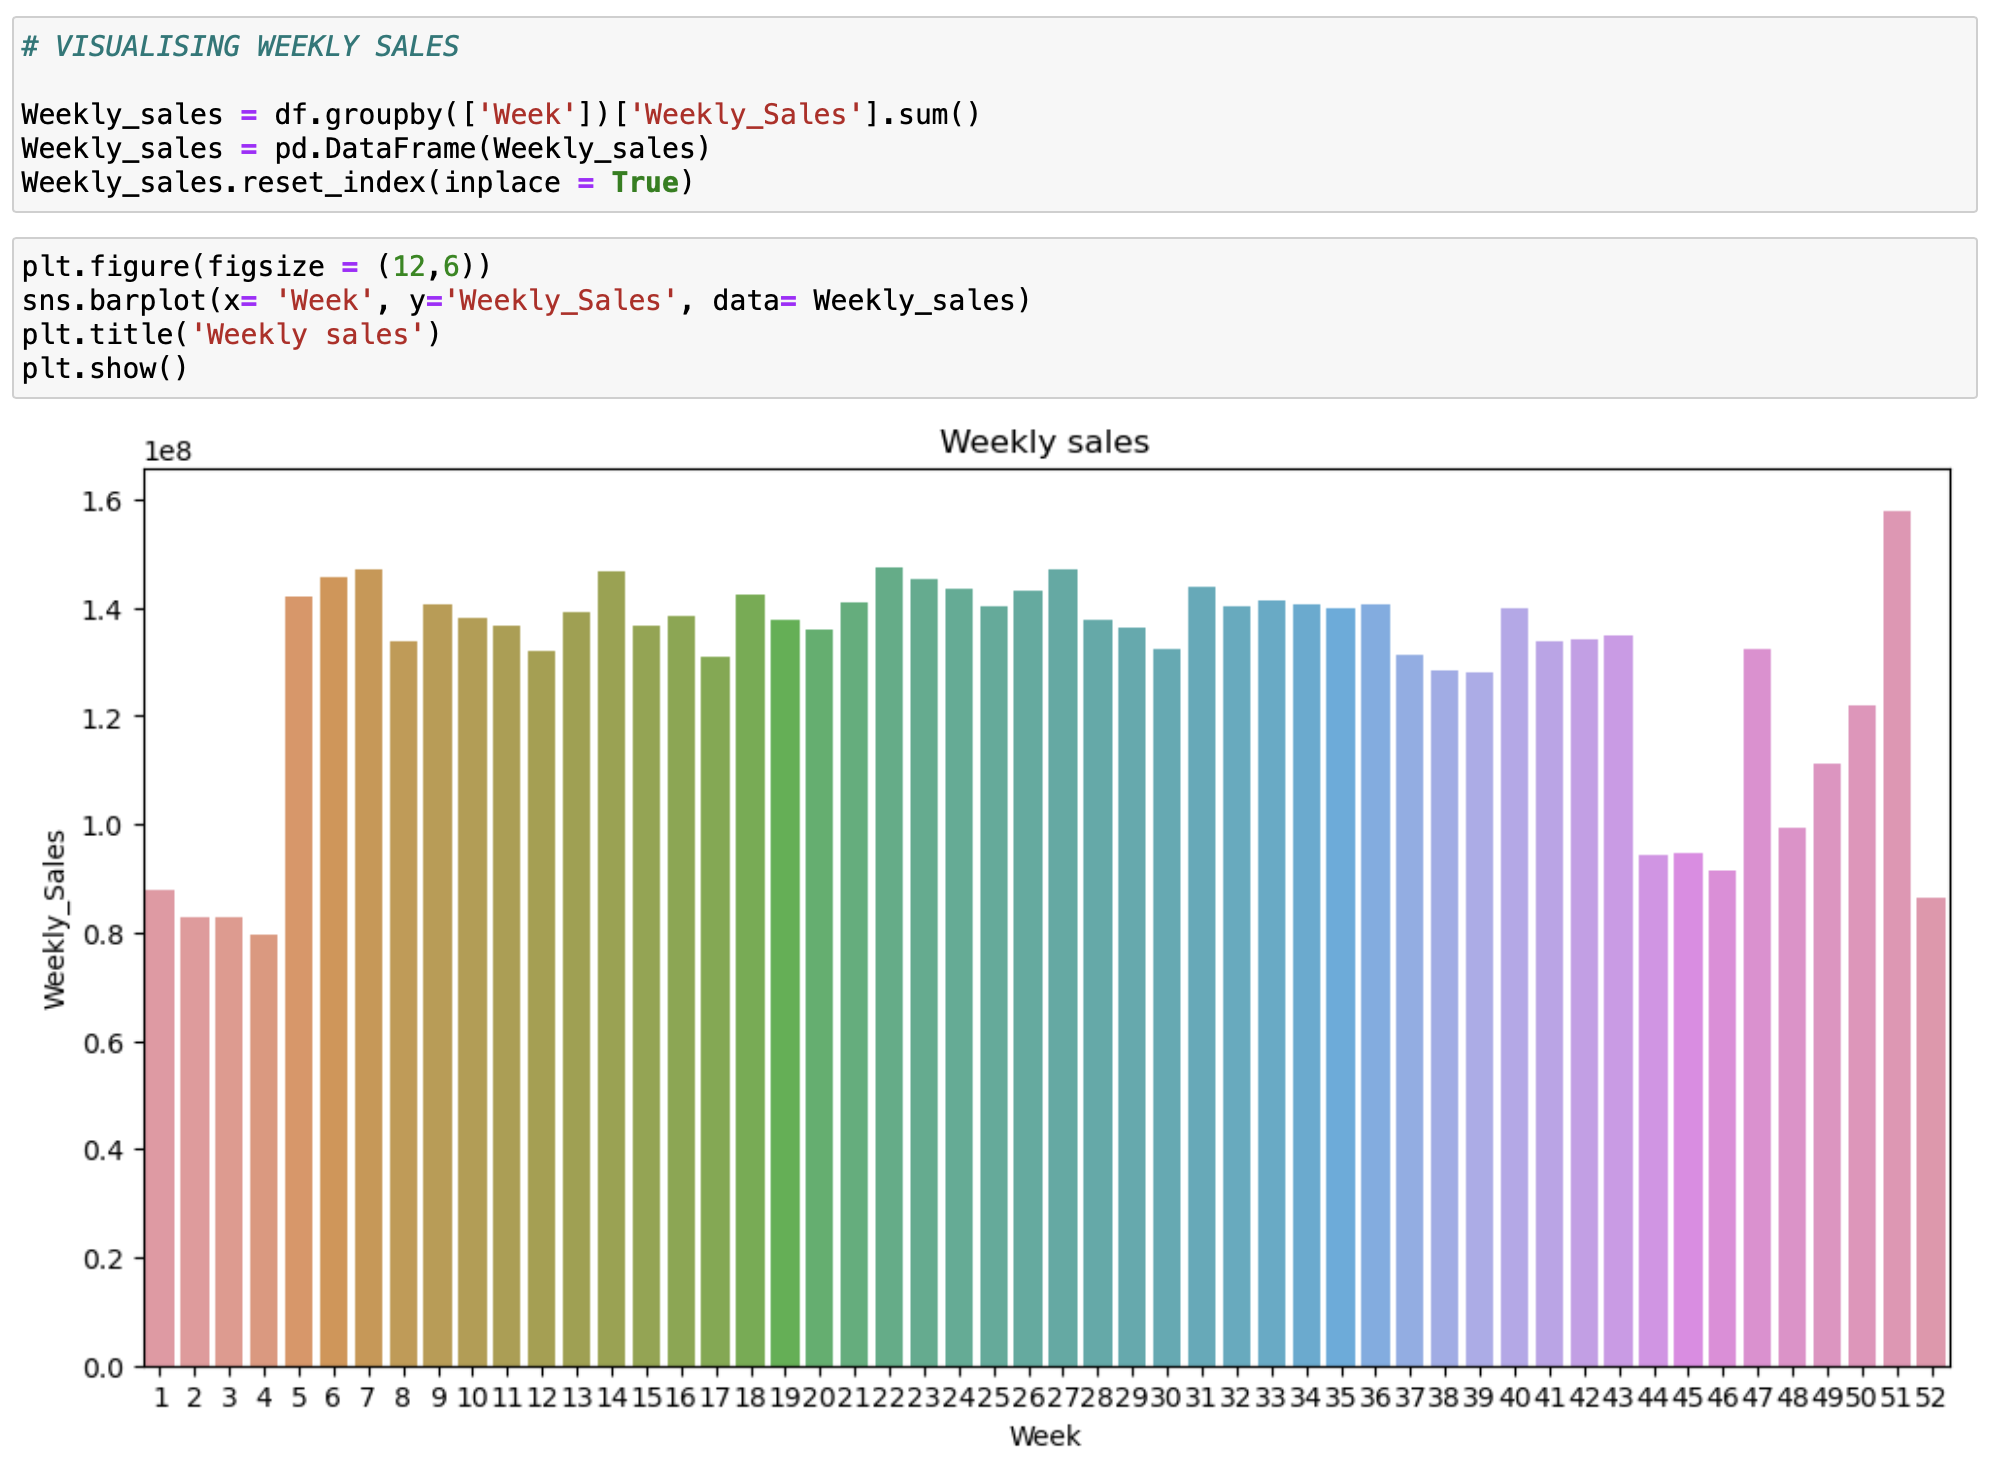 # VISUALISING WEEKLY SALES
Weekly_sales = df.groupby(['Week'])['Weekly_Sales'].sum()
Weekly_sales = pd.DataFrame(Weekly_sales)
Weekly_sales.reset_index(inplace = True)
plt.figure(figsize = (12,6))
sns.barplot(x= 'Week', y='Weekly_Sales', data= Weekly_sales)
plt.title('Weekly sales')
plt.show()
Weekly sales
1e8
1.6
1.4
1.2
1.0
0.8
0.6
0.4
0.2
0.0
Weekly_Sales
1 2 3 4 5 6 7 8 9 10 11 12 13 14 15 16 17 18 19 20 21 22 23 24 25 26 27 28 29 30 31 32 33 34 35 36 37 38 39 40 41 42 43 44 45 46 47 48 49 50 51 52
Week